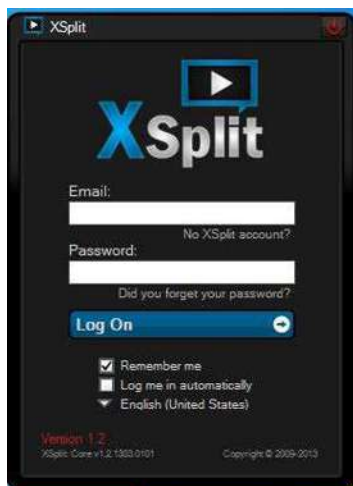 XSplit
XSplit
Email:
No XSplit account?
Password:
Did you forget your password?
Log On
Remember me
Log me in automatically
English (United States)
Version 1.2
XSplit Core v1.2.1303.0101
Copyright © 2009-2013